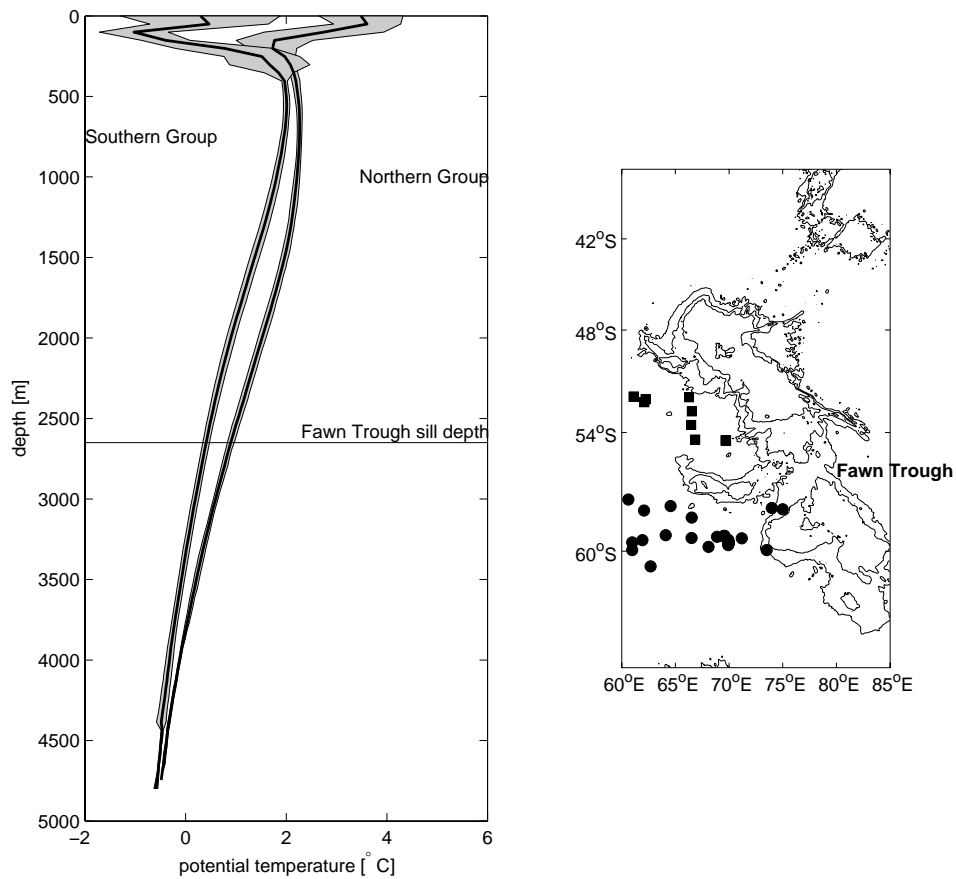 0
500
1000
1500
2000
2500
3000
3500
4000
4500
5000
depth [m]
Southern Group
Northern Group
Fawn Trough sill depth
−2
0
2
4
6
potential temperature [° C]
42°S
48°S
54°S
60°S
Fawn Trough
60°E
65°E
70°E
75°E
80°E
85°E